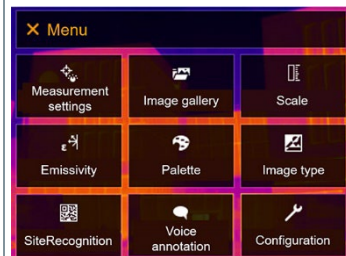 Menu
Measurement
settings
Image gallery
Scale
Emissivity
Palette
Image type
SiteRecognition
Voice
annotation
Configuration